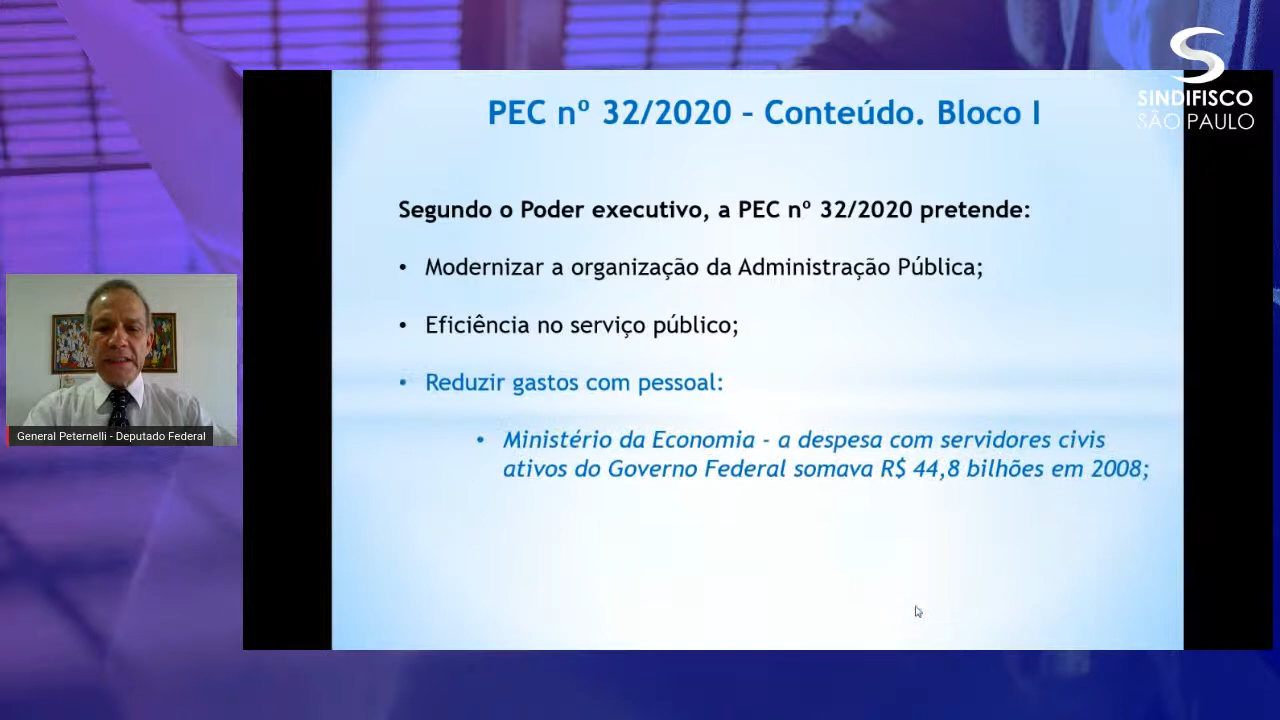 SINDIFISCO
SÃO PAULO
PEC nº 32/2020 – Conteúdo. Bloco I
Segundo o Poder executivo, a PEC nº 32/2020 pretende:
• Modernizar a organização da Administração Pública;
• Eficiência no serviço público;
• Reduzir gastos com pessoal:
• Ministério da Economia - a despesa com servidores civis
ativos do Governo Federal somava R$ 44,8 bilhões em 2008;
General Peternelli - Deputado Federal